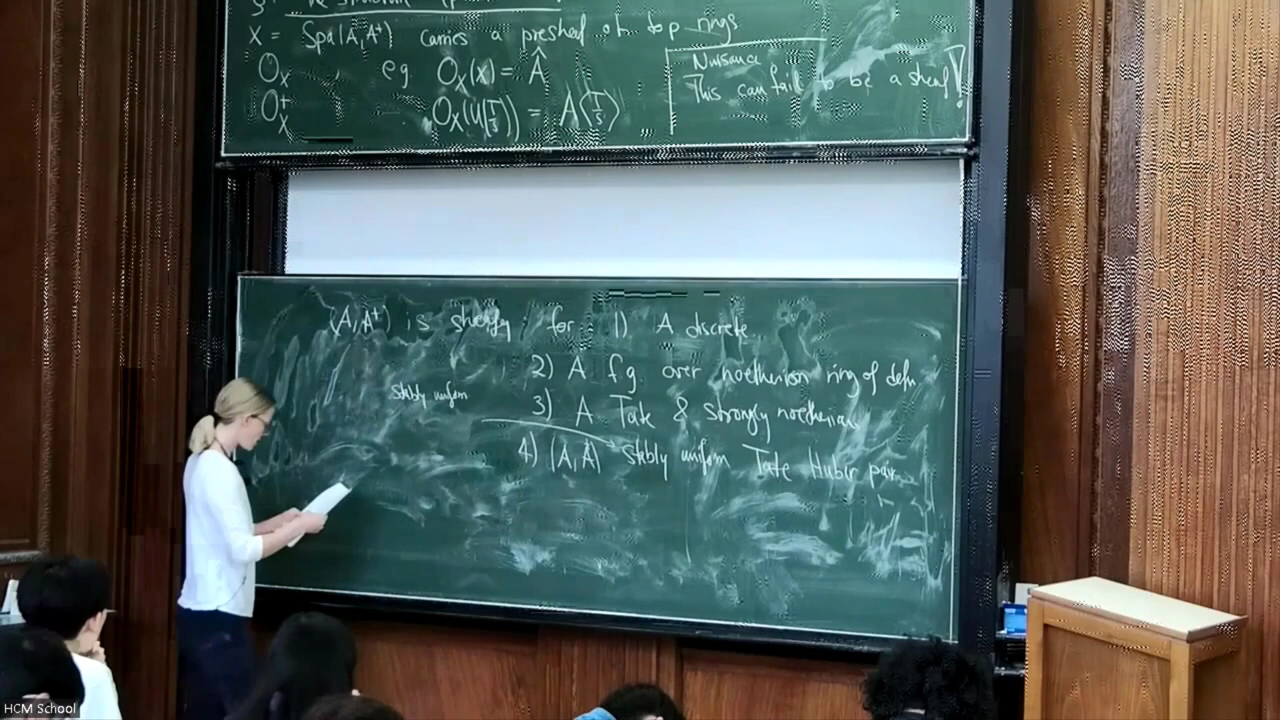 X = Spa(A, A⁺) carries a presheaf of top rings
O_X , eg. O_X(X) = Â
O_X⁺ O_X(U(T/s)) = A⟨T/s⟩
Nuisance
This can fail to be a sheaf!
(A, A⁺) is sheafy for 1) A discrete
2) A f.g. over noetherian ring of defn
stably uniform
3) A Tate & strongly noetherian
4) (A, A⁺) stably uniform Tate Huber pair
HCM School